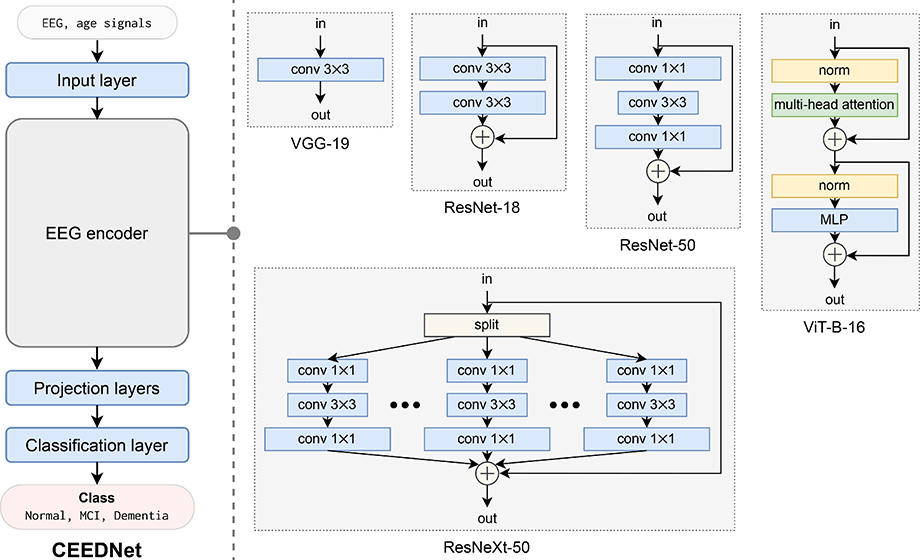 EEG, age signals
Input layer
EEG encoder
Projection layers
Classification layer
Class
Normal, MCI, Dementia
CEEDNet
in
conv 3×3
out
VGG-19
in
conv 3×3
conv 3×3
+
out
ResNet-18
in
conv 1×1
conv 3×3
conv 1×1
+
out
ResNet-50
in
norm
multi-head attention
+
norm
MLP
+
out
ViT-B-16
in
split
conv 1×1 conv 1×1 conv 1×1
conv 3×3 ●●● conv 3×3 ●●● conv 3×3
conv 1×1 conv 1×1 conv 1×1
+
out
ResNeXt-50